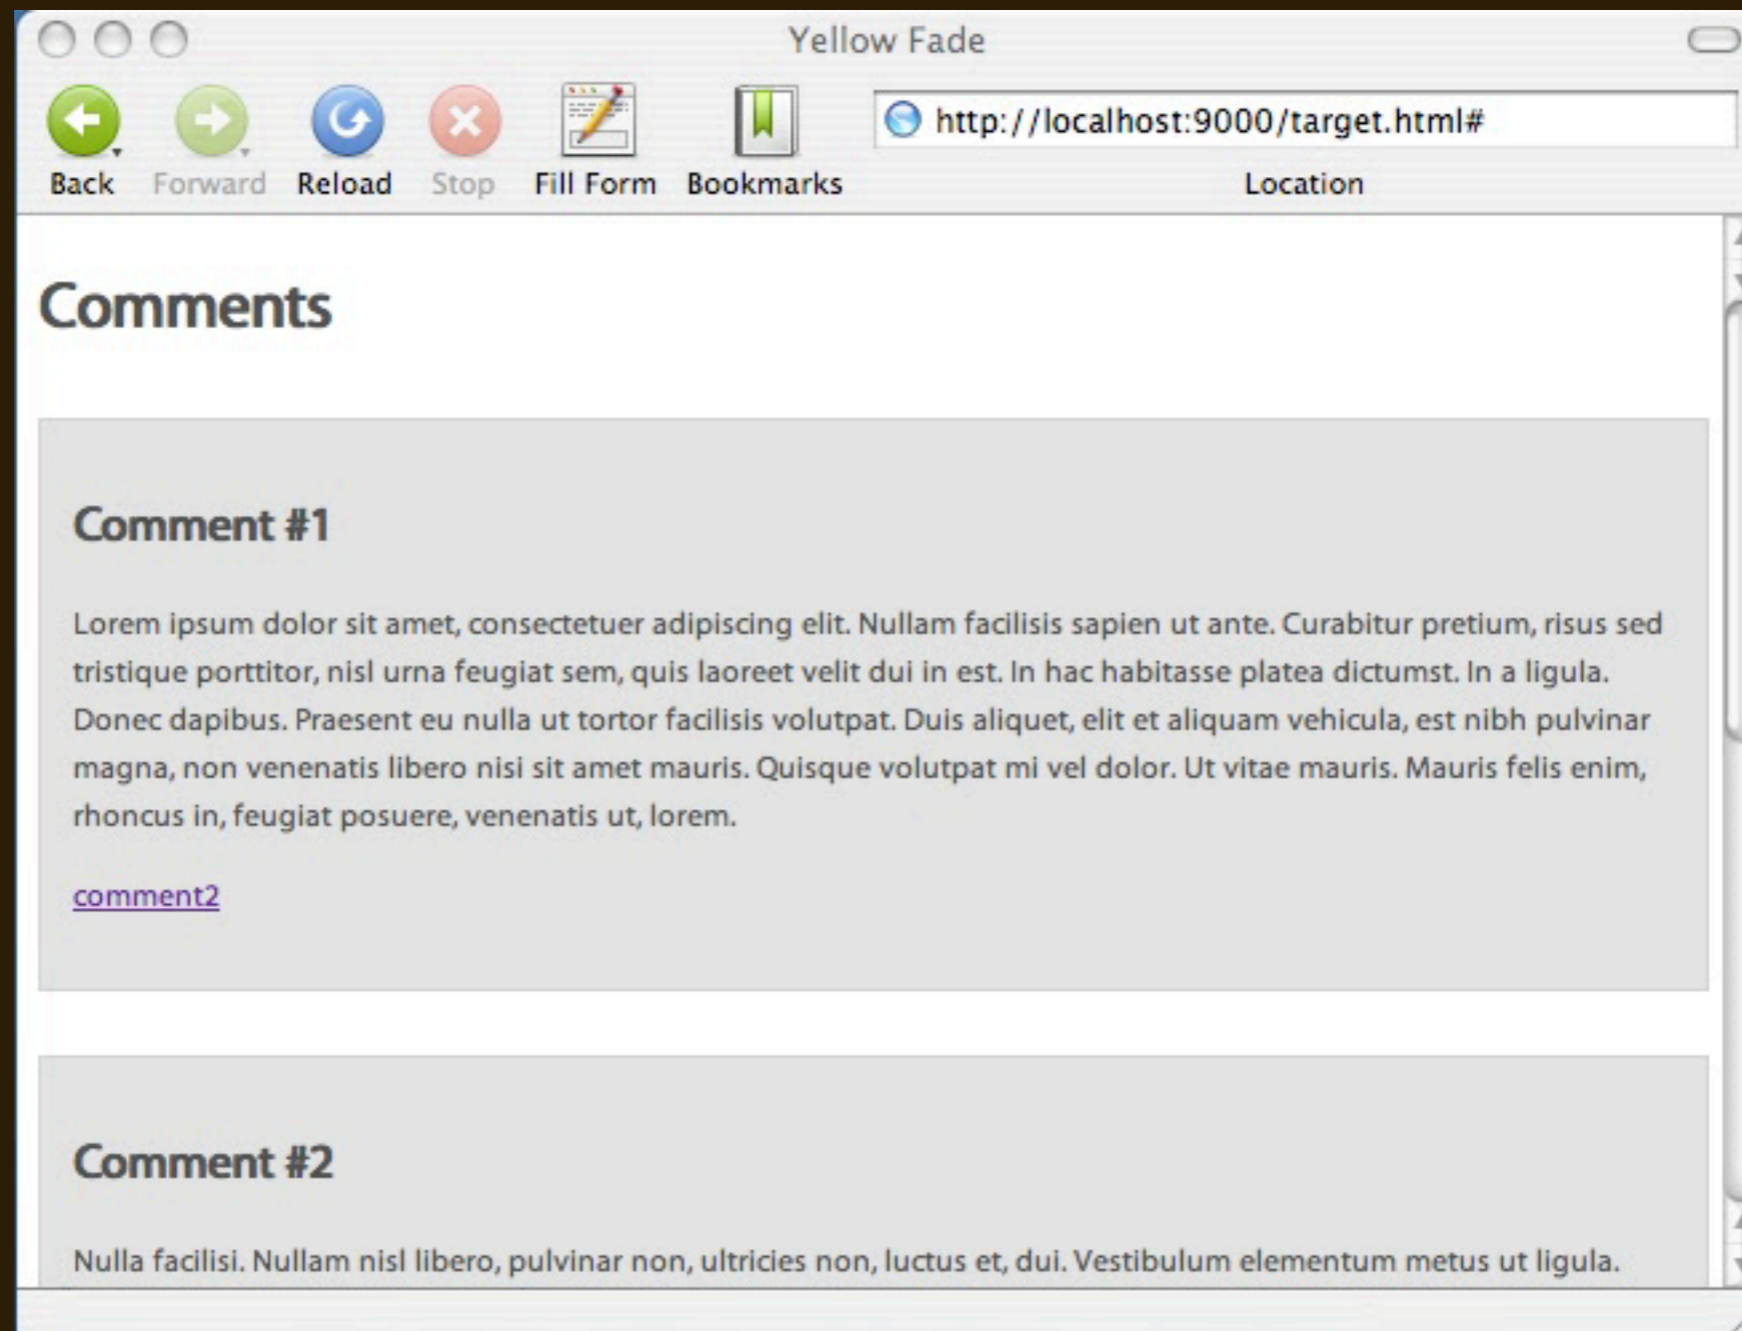 Yellow Fade
http://localhost:9000/target.html#
Back Forward Reload Stop Fill Form Bookmarks Location
Comments
Comment #1
Lorem ipsum dolor sit amet, consectetuer adipiscing elit. Nullam facilisis sapien ut ante. Curabitur pretium, risus sed
tristique porttitor, nisl urna feugiat sem, quis laoreet velit dui in est. In hac habitasse platea dictumst. In a ligula.
Donec dapibus. Praesent eu nulla ut tortor facilisis volutpat. Duis aliquet, elit et aliquam vehicula, est nibh pulvinar
magna, non venenatis libero nisi sit amet mauris. Quisque volutpat mi vel dolor. Ut vitae mauris. Mauris felis enim,
rhoncus in, feugiat posuere, venenatis ut, lorem.
comment2
Comment #2
Nulla facilisi. Nullam nisl libero, pulvinar non, ultricies non, luctus et, dui. Vestibulum elementum metus ut ligula.